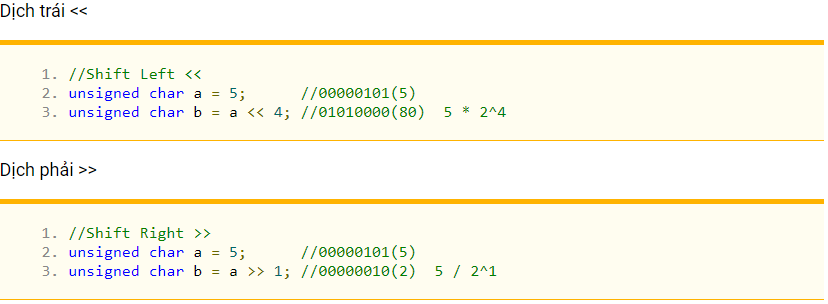 Dịch trái <<
1. //Shift Left <<
2. unsigned char a = 5;      //00000101(5)
3. unsigned char b = a << 4; //01010000(80)  5 * 2^4
Dịch phải >>
1. //Shift Right >>
2. unsigned char a = 5;      //00000101(5)
3. unsigned char b = a >> 1; //00000010(2)  5 / 2^1